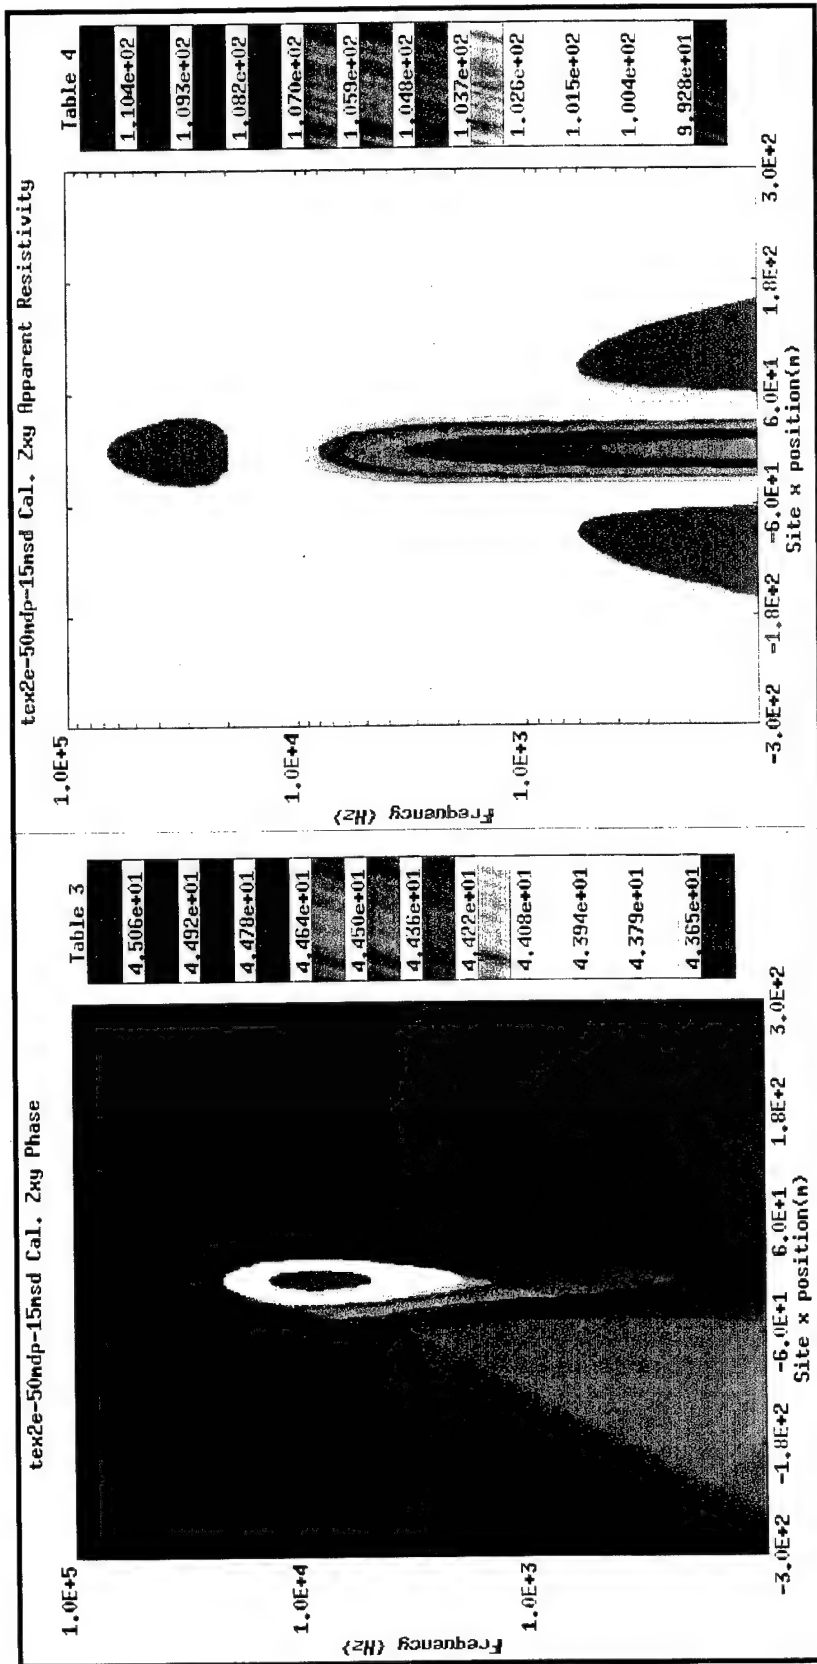 tex2e-50mdp-15msd Cal. Zxy Phase
1.0E+5
1.0E+4
1.0E+3
Frequency (Hz)
-3.0E+2 -1.8E+2 -6.0E+1 6.0E+1 1.8E+2 3.0E+2
Site x position(m)
Table 3
4.506e+01
4.492e+01
4.478e+01
4.464e+01
4.450e+01
4.436e+01
4.422e+01
4.408e+01
4.394e+01
4.379e+01
4.365e+01
tex2e-50mdp-15msd Cal. Zxy Apparent Resistivity
1.0E+5
1.0E+4
1.0E+3
Frequency (Hz)
-3.0E+2 -1.8E+2 -6.0E+1 6.0E+1 1.8E+2 3.0E+2
Site x position(m)
Table 4
1.104e+02
1.093e+02
1.082e+02
1.070e+02
1.059e+02
1.048e+02
1.037e+02
1.026e+02
1.015e+02
1.004e+02
9.928e+01